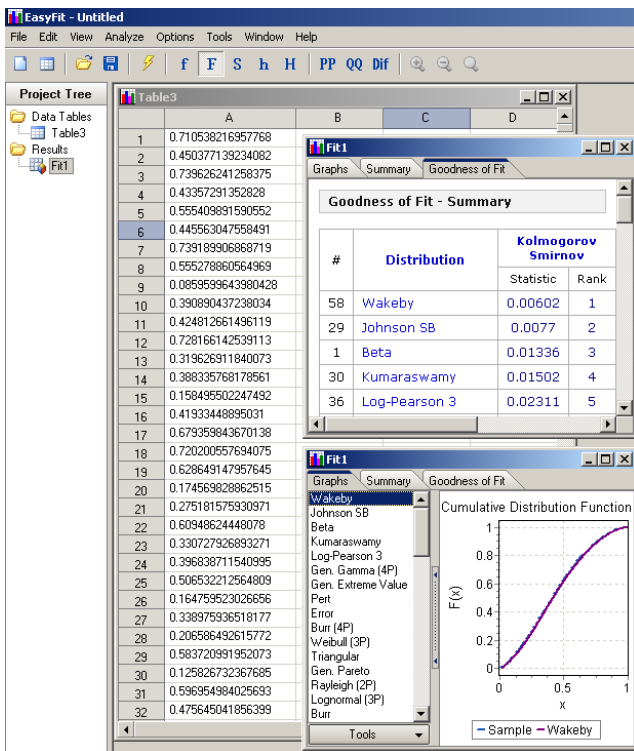 EasyFit - Untitled
File Edit View Analyze Options Tools Window Help
f F S h H PP QQ Dif
Project Tree
Data Tables
Table3
Results
Fit1
Table3
A B C D
1 0.710538216957768
2 0.450377139234082
3 0.739626241258375
4 0.43357291352828
5 0.555409891590552
6 0.445563047558491
7 0.739189906868719
8 0.555278860564969
9 0.0859599643980428
10 0.390890437238034
11 0.424812661496119
12 0.728166142539113
13 0.319626911840073
14 0.388335768178561
15 0.158495502247492
16 0.41933448895031
17 0.679359843670138
18 0.720200557694075
19 0.628649147957645
20 0.174569828862515
21 0.275181575930971
22 0.60948624448078
23 0.330727926893271
24 0.396838711540995
25 0.506532212564809
26 0.164759523026656
27 0.338975936518177
28 0.206586492615772
29 0.583720991952073
30 0.125826732367685
31 0.596954984025693
32 0.475645041856399
Fit1
Graphs Summary Goodness of Fit
Goodness of Fit - Summary
# Distribution Kolmogorov
Smirnov
Statistic Rank
58 Wakeby 0.00602 1
29 Johnson SB 0.0077 2
1 Beta 0.01336 3
30 Kumaraswamy 0.01502 4
36 Log-Pearson 3 0.02311 5
Fit1
Graphs Summary Goodness of Fit
Wakeby
Johnson SB
Beta
Kumaraswamy
Log-Pearson 3
Gen. Gamma (4P)
Gen. Extreme Value
Pert
Error
Burr (4P)
Weibull (3P)
Triangular
Gen. Pareto
Rayleigh (2P)
Lognormal (3P)
Burr
Tools
Cumulative Distribution Function
F(x)
1
0.8
0.6
0.4
0.2
0
0 0.5 1
x
Sample Wakeby